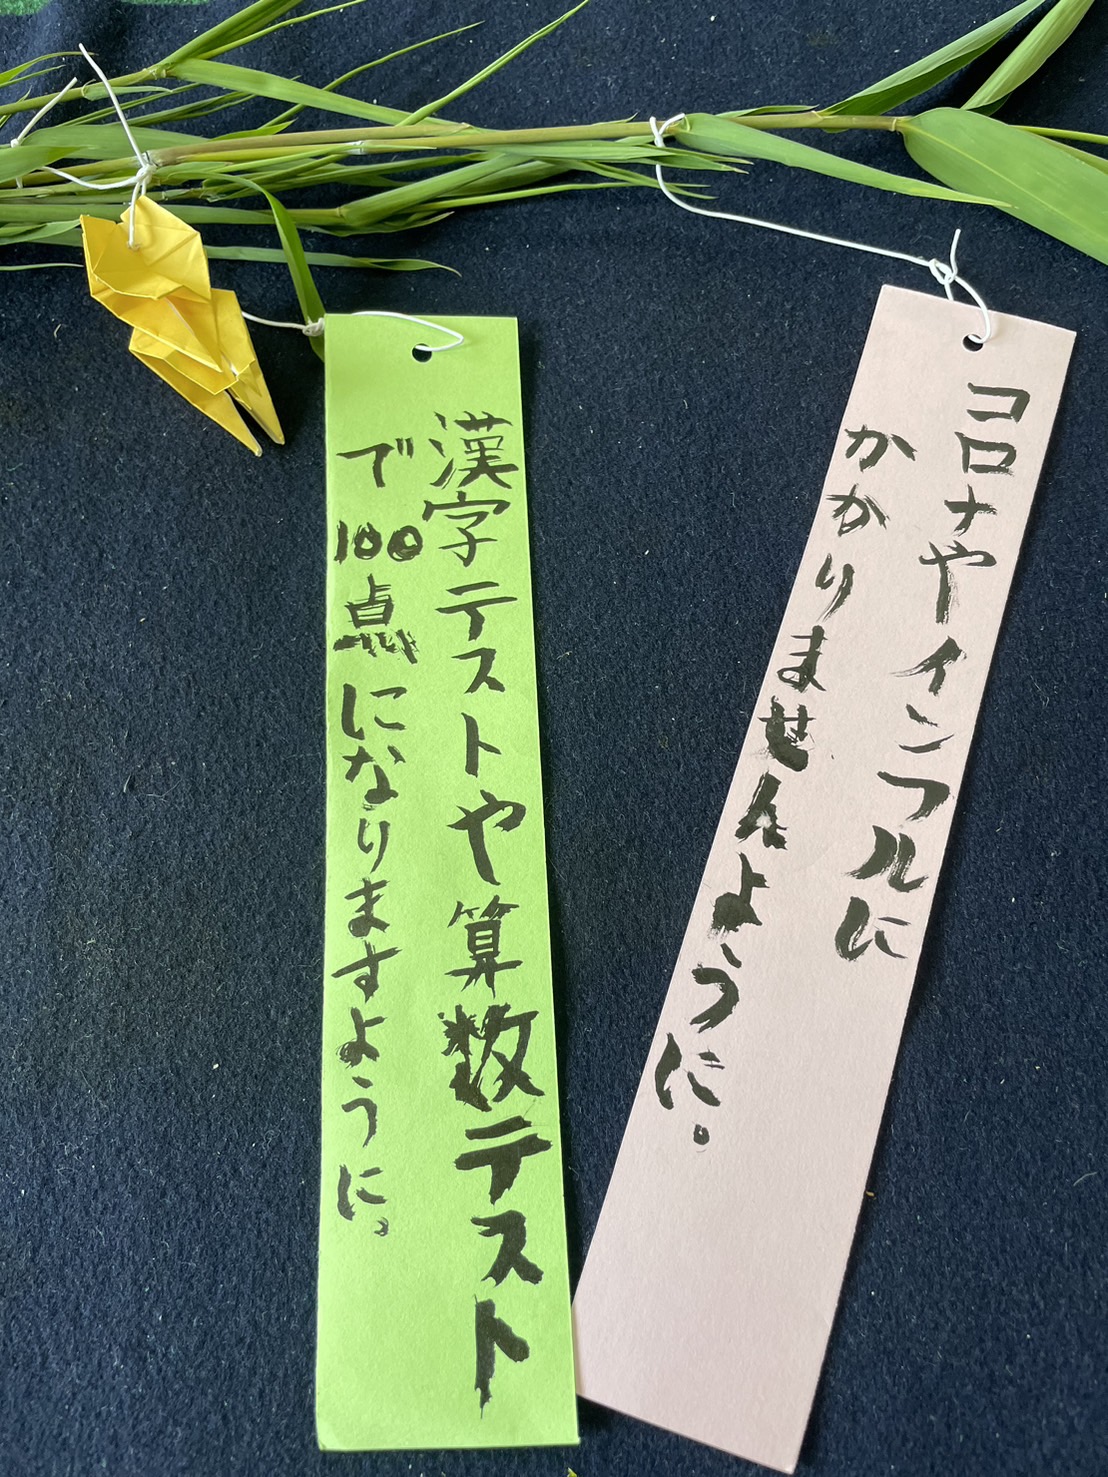 コロナやインフルに
かかりませんように。
漢字テストや算数テスト
で100点になりますように。